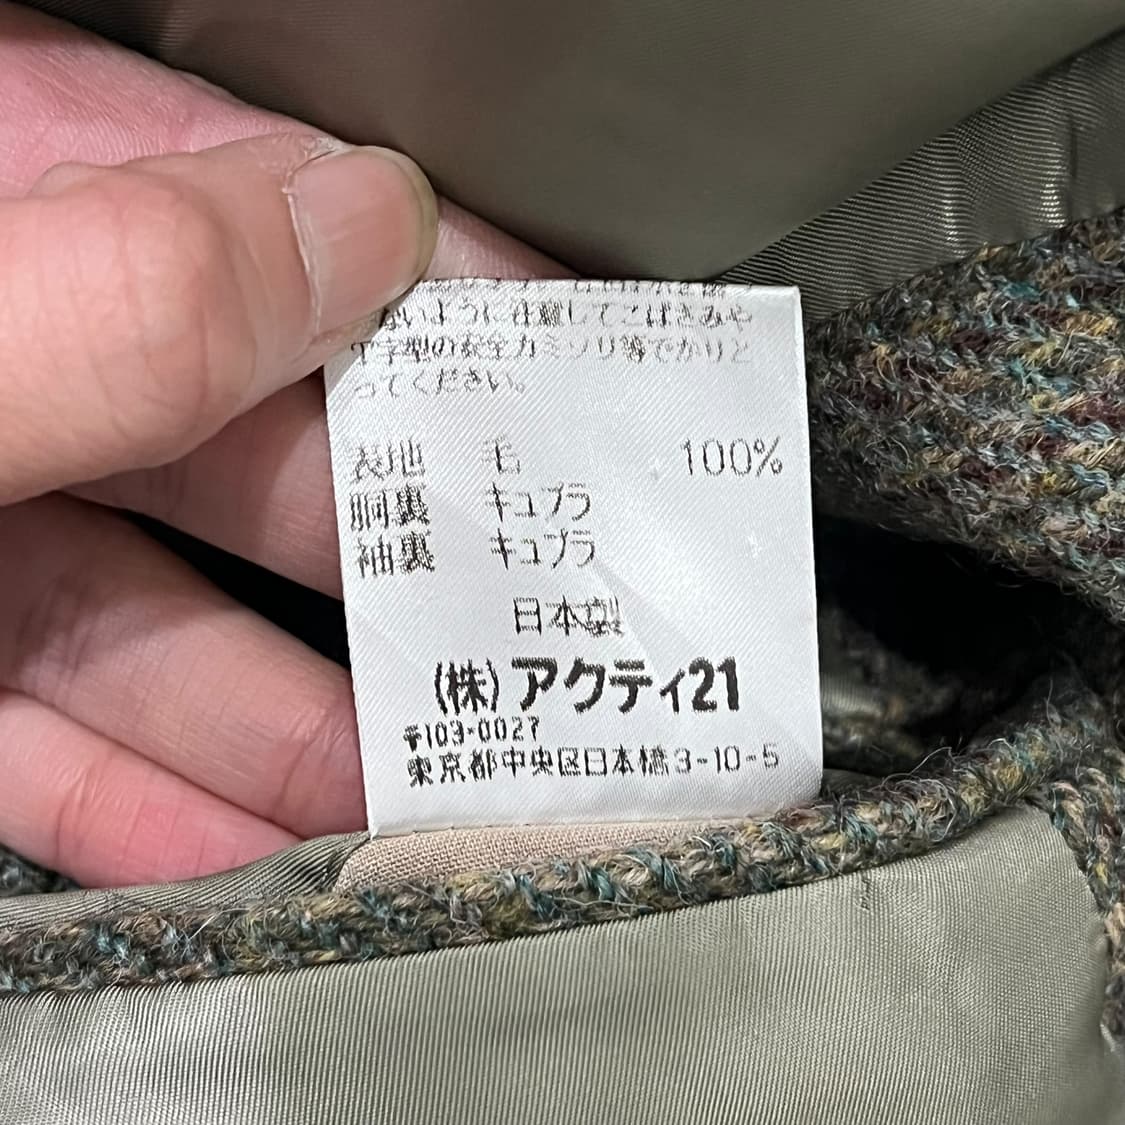 ないように注意してこばさみや
T字型の安全カミソリ等でかりと
ってください。
表地 毛 100%
胴裏 キュプラ
袖裏 キュプラ
日本製
(株)アクティ21
〒103-0027
東京都中央区日本橋3-10-5